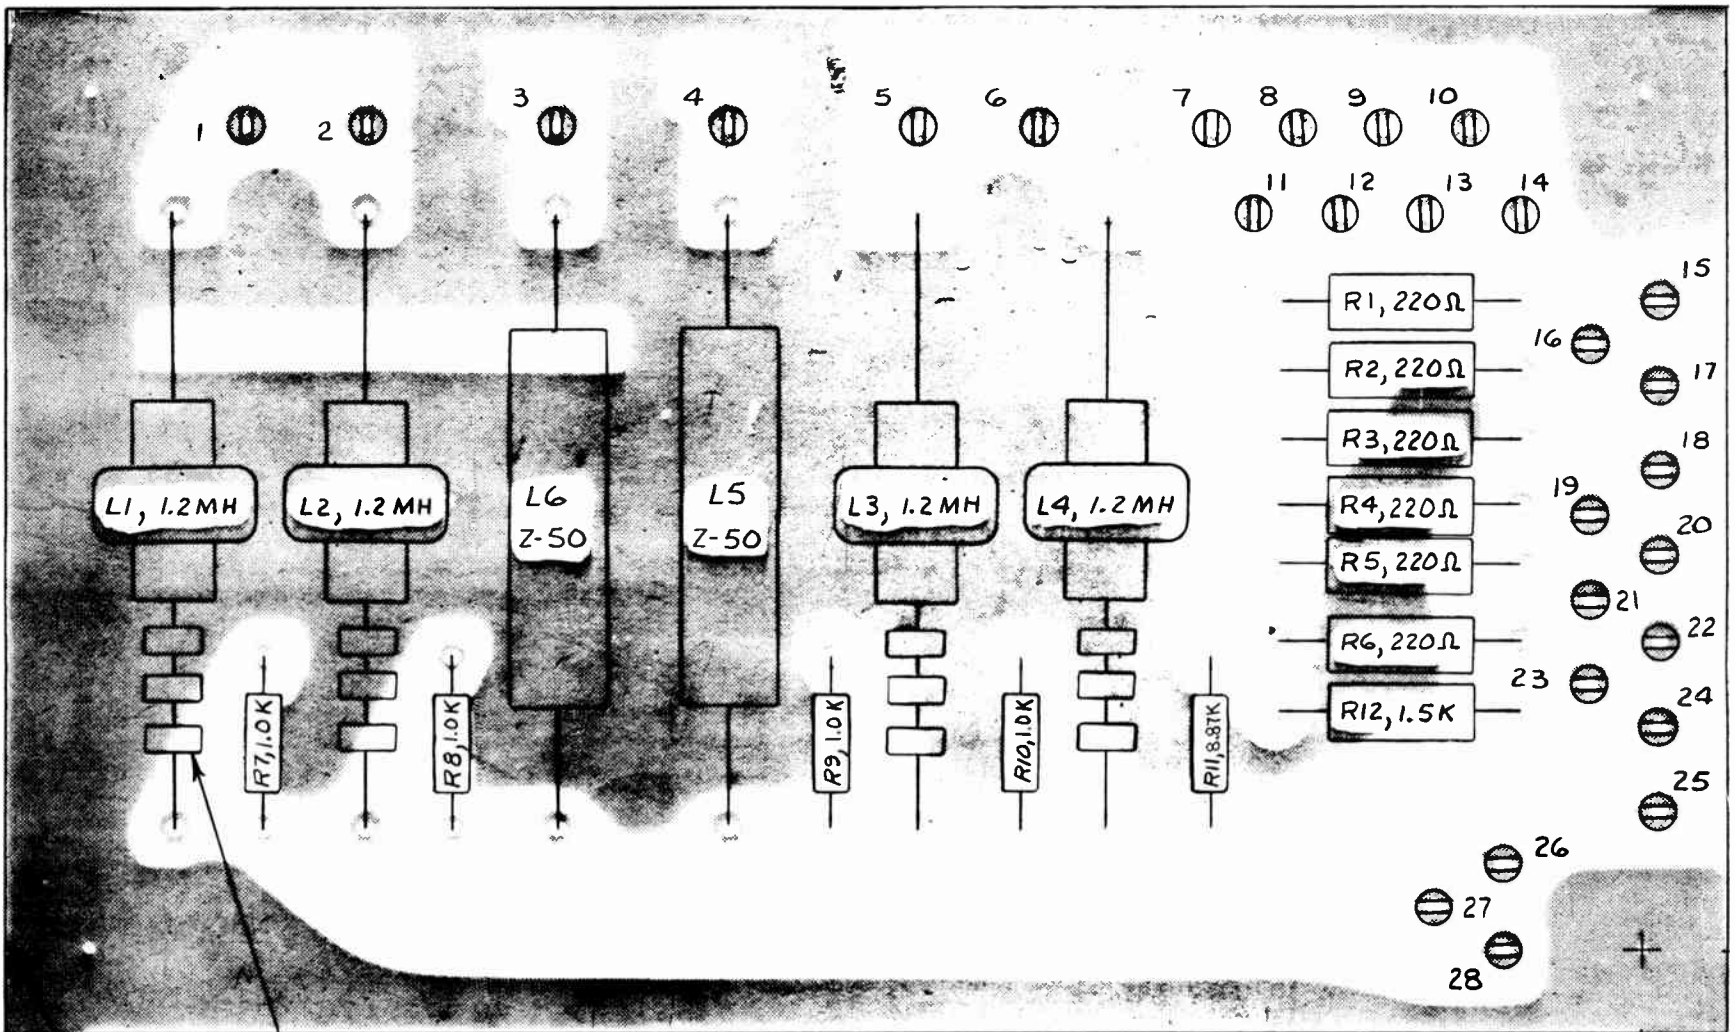 1
2
3
4
5
6
7
8
9
10
11
12
13
14
15
16
17
18
19
20
21
22
23
24
25
26
27
28
R1, 220Ω
R2, 220Ω
R3, 220Ω
R4, 220Ω
R5, 220Ω
R6, 220Ω
R12, 1.5K
L1, 1.2MH
L2, 1.2MH
L6
Z-50
L5
Z-50
L3, 1.2MH
L4, 1.2MH
R7, 1.0K
R8, 1.0K
R9, 1.0K
R10, 1.0K
R11, 8.87K